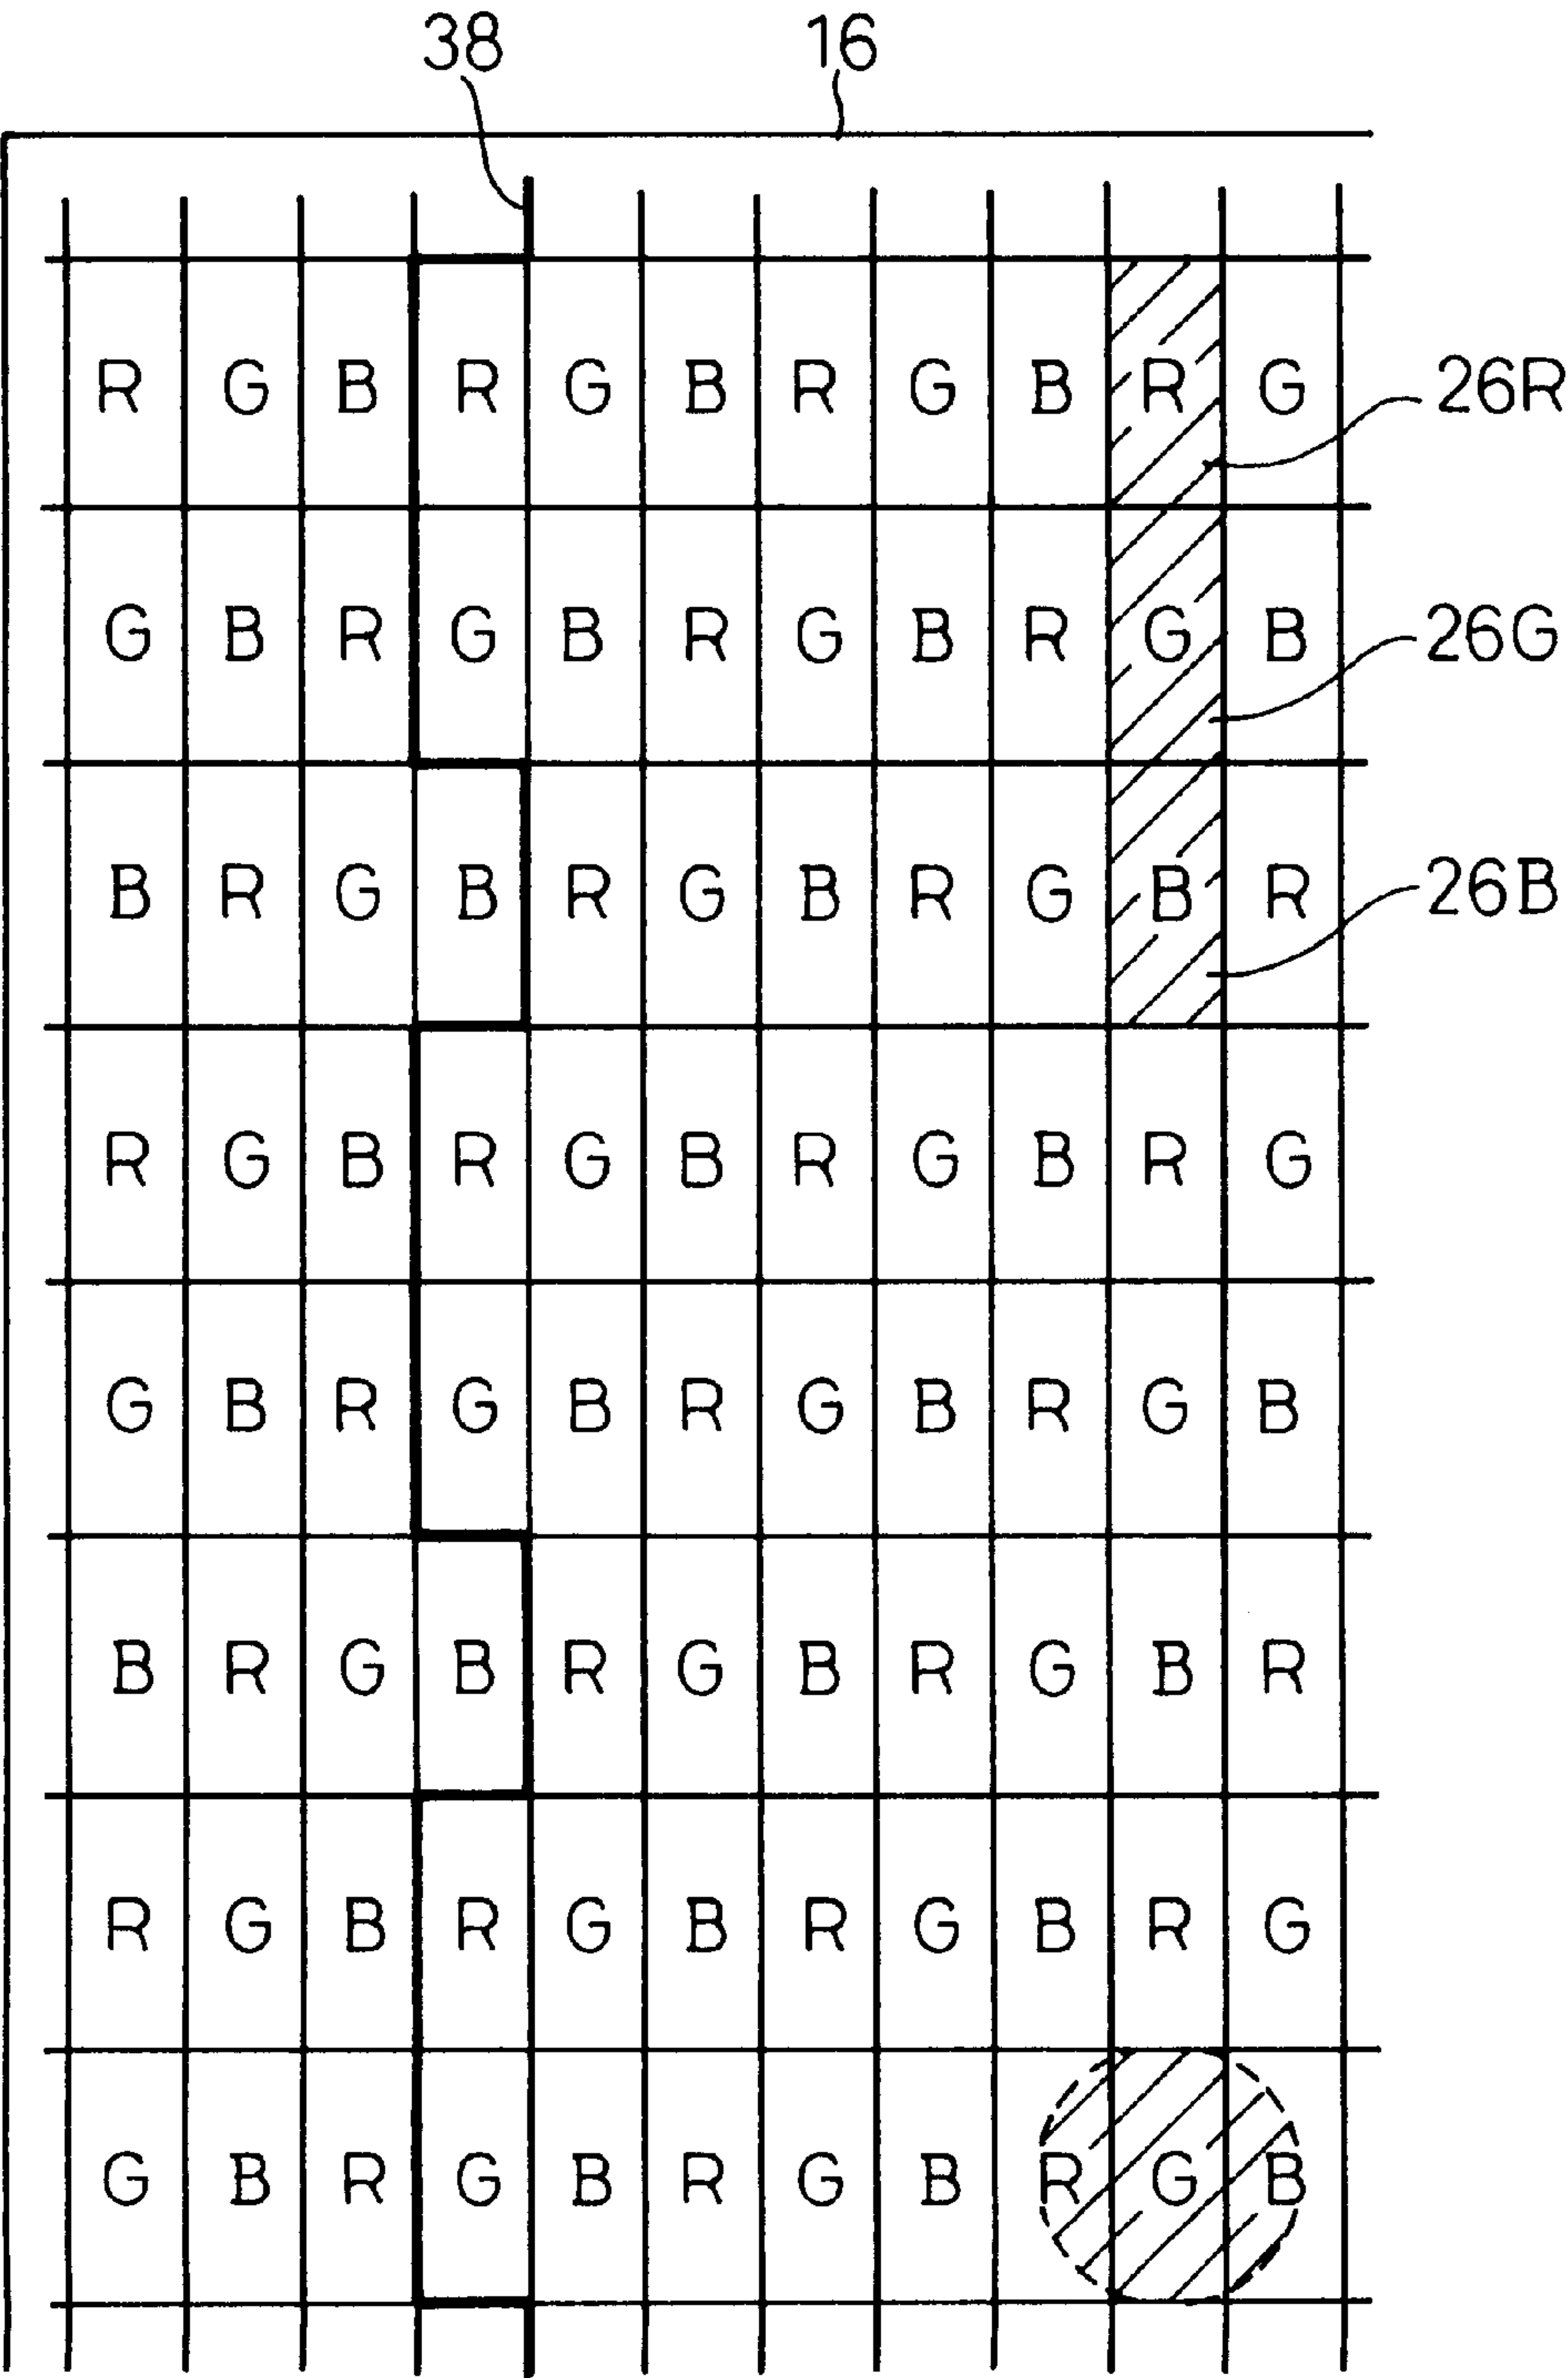 38 16
R G B R G B R G B R G 26R
G B R G B R G B R G B 26G
B R G B R G B R G B R 26B
R G B R G B R G B R G
G B R G B R G B R G B
B R G B R G B R G B R
R G B R G B R G B R G
G B R G B R G B R G B